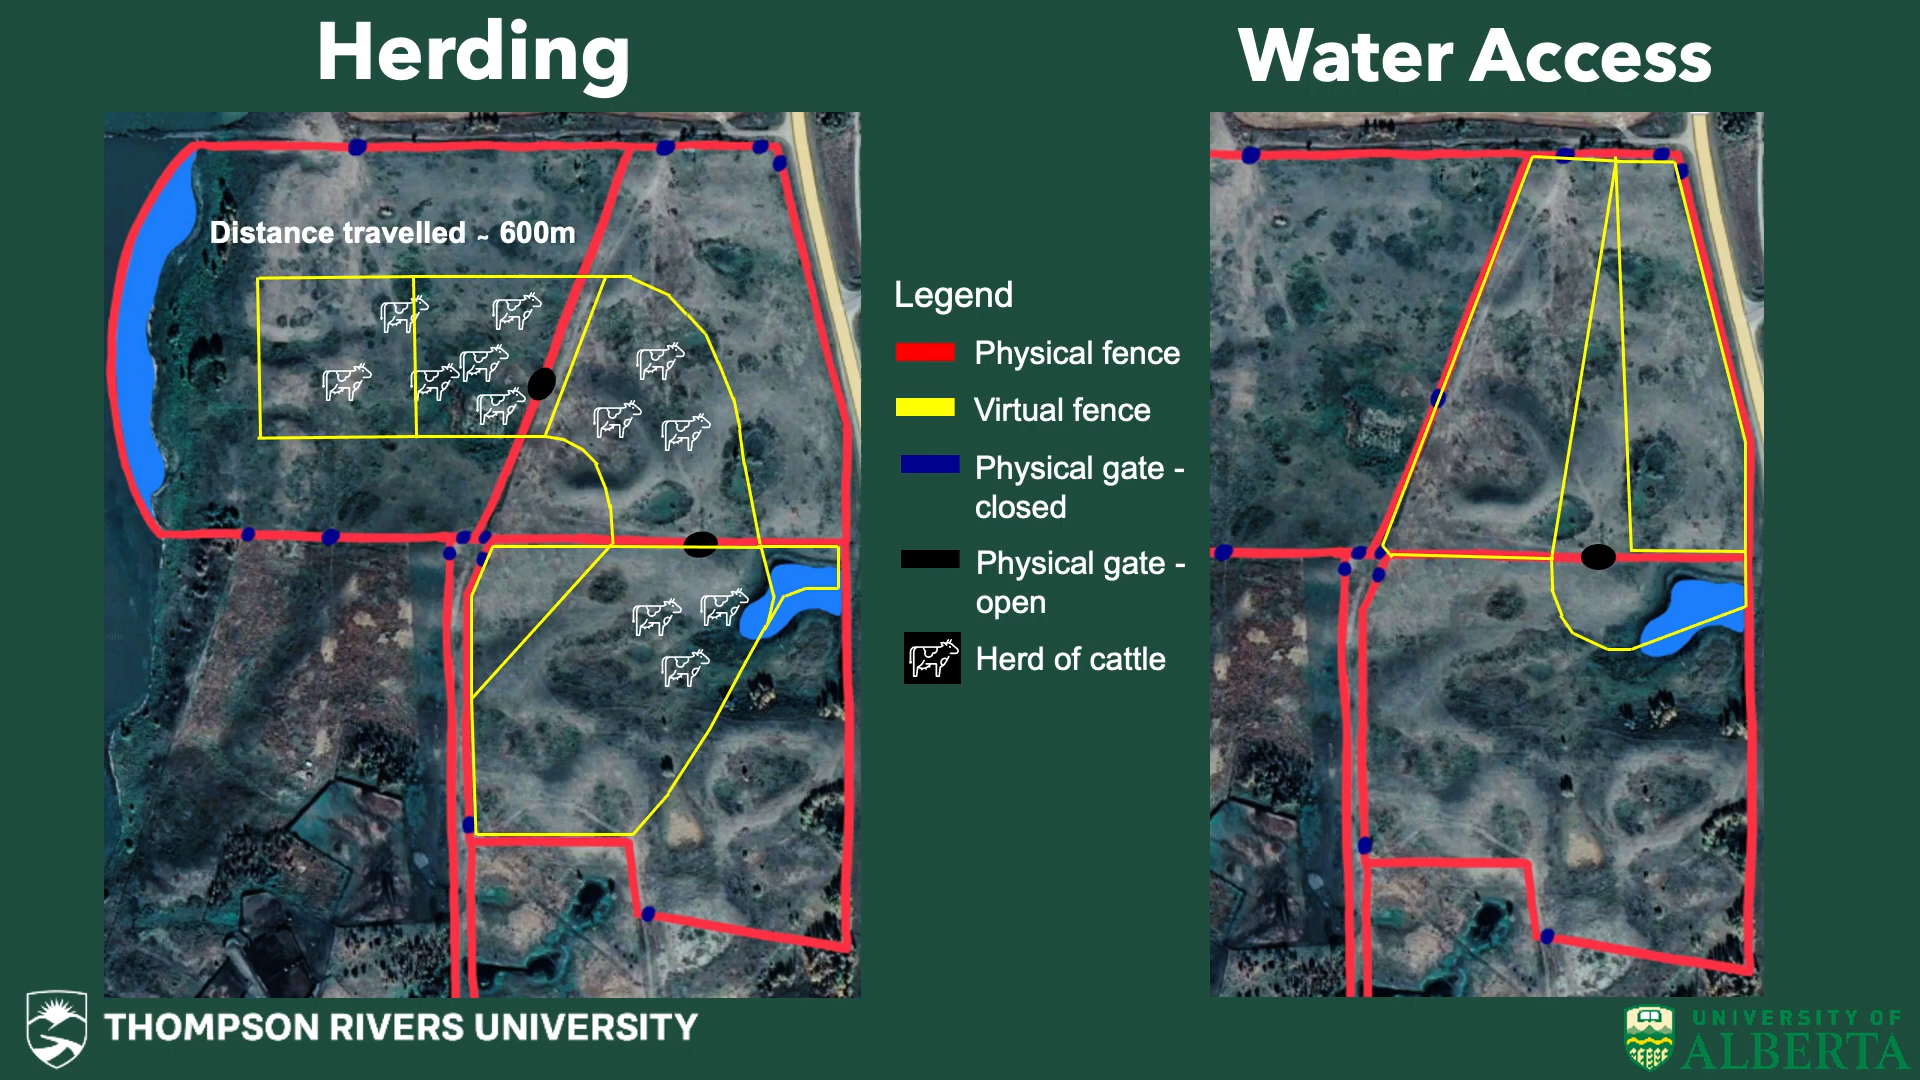 Herding
Water Access
Distance travelled ~ 600m
Legend
Physical fence
Virtual fence
Physical gate -
closed
Physical gate -
open
Herd of cattle
THOMPSON RIVERS UNIVERSITY
UNIVERSITY OF
ALBERTA